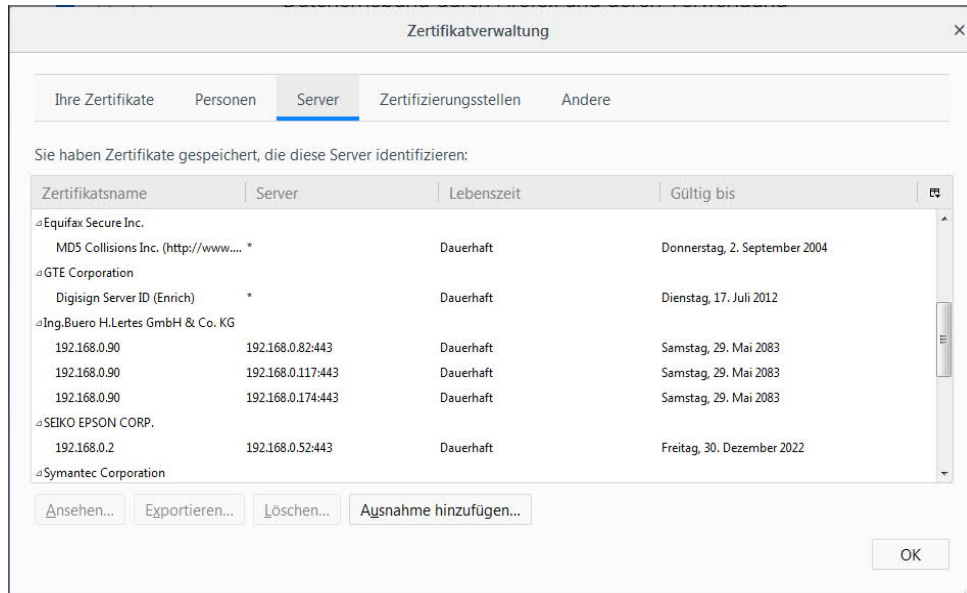 Zertifikatverwaltung
Ihre Zertifikate Personen Server Zertifizierungsstellen Andere
Sie haben Zertifikate gespeichert, die diese Server identifizieren:
Zertifikatsname Server Lebenszeit Gültig bis
Equifax Secure Inc.
MD5 Collisions Inc. (http://www.... * Dauerhaft Donnerstag, 2. September 2004
GTE Corporation
Digisign Server ID (Enrich) * Dauerhaft Dienstag, 17. Juli 2012
Ing.Buero H.Lertes GmbH & Co. KG
192.168.0.90 192.168.0.82:443 Dauerhaft Samstag, 29. Mai 2083
192.168.0.90 192.168.0.117:443 Dauerhaft Samstag, 29. Mai 2083
192.168.0.90 192.168.0.174:443 Dauerhaft Samstag, 29. Mai 2083
SEIKO EPSON CORP.
192.168.0.2 192.168.0.52:443 Dauerhaft Freitag, 30. Dezember 2022
Symantec Corporation
Ansehen... Exportieren... Löschen... Ausnahme hinzufügen...
OK